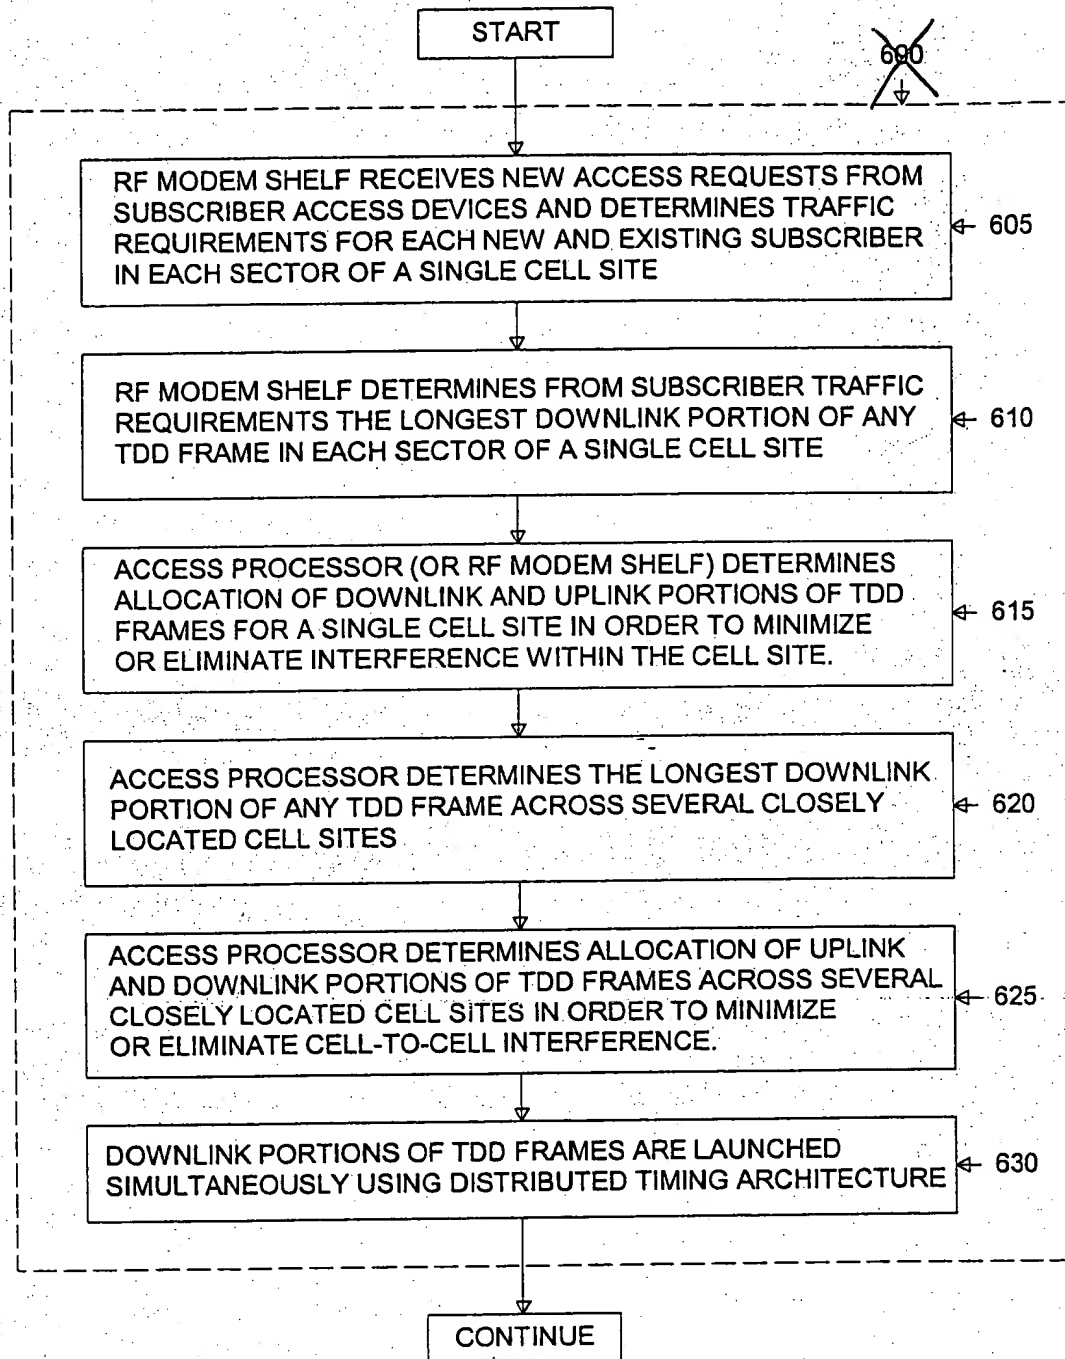 START
600
RF MODEM SHELF RECEIVES NEW ACCESS REQUESTS FROM
SUBSCRIBER ACCESS DEVICES AND DETERMINES TRAFFIC
REQUIREMENTS FOR EACH NEW AND EXISTING SUBSCRIBER
IN EACH SECTOR OF A SINGLE CELL SITE
605
RF MODEM SHELF DETERMINES FROM SUBSCRIBER TRAFFIC
REQUIREMENTS THE LONGEST DOWNLINK PORTION OF ANY
TDD FRAME IN EACH SECTOR OF A SINGLE CELL SITE
610
ACCESS PROCESSOR (OR RF MODEM SHELF) DETERMINES
ALLOCATION OF DOWNLINK AND UPLINK PORTIONS OF TDD
FRAMES FOR A SINGLE CELL SITE IN ORDER TO MINIMIZE
OR ELIMINATE INTERFERENCE WITHIN THE CELL SITE.
615
ACCESS PROCESSOR DETERMINES THE LONGEST DOWNLINK
PORTION OF ANY TDD FRAME ACROSS SEVERAL CLOSELY
LOCATED CELL SITES
620
ACCESS PROCESSOR DETERMINES ALLOCATION OF UPLINK
AND DOWNLINK PORTIONS OF TDD FRAMES ACROSS SEVERAL
CLOSELY LOCATED CELL SITES IN ORDER TO MINIMIZE
OR ELIMINATE CELL-TO-CELL INTERFERENCE.
625
DOWNLINK PORTIONS OF TDD FRAMES ARE LAUNCHED
SIMULTANEOUSLY USING DISTRIBUTED TIMING ARCHITECTURE
630
CONTINUE